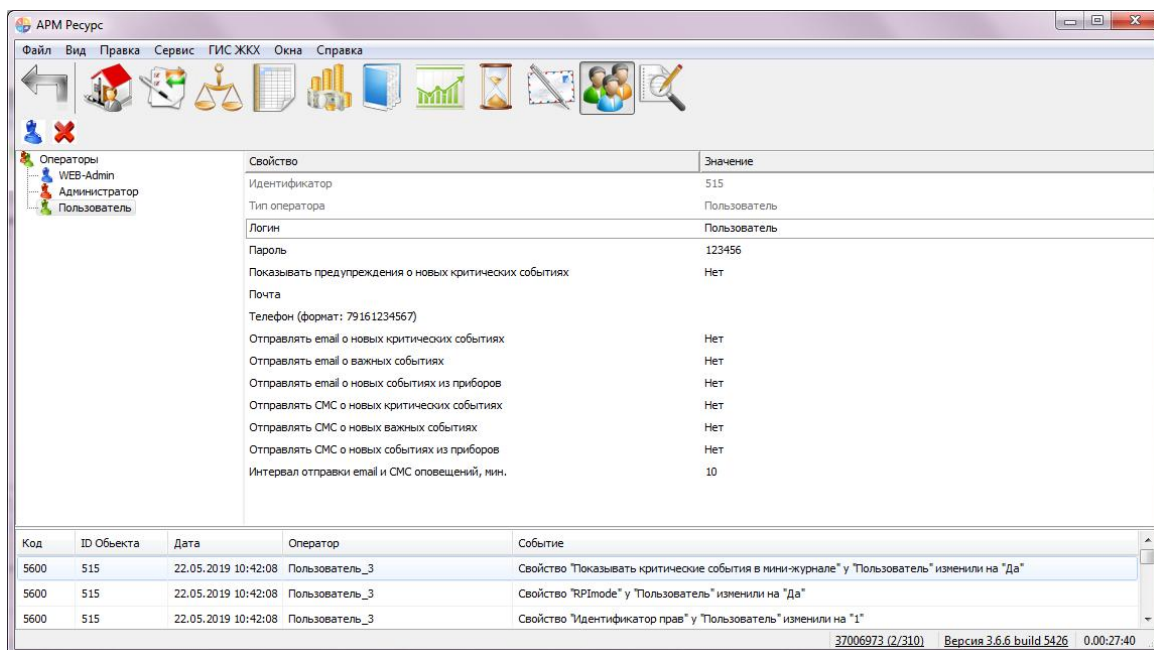 АРМ Ресурс
Файл Вид Правка Сервис ГИС ЖКХ Окна Справка
Операторы
WEB-Admin
Администратор
Пользователь
Свойство Значение
Идентификатор 515
Тип оператора Пользователь
Логин Пользователь
Пароль 123456
Показывать предупреждения о новых критических событиях Нет
Почта
Телефон (формат: 79161234567)
Отправлять email о новых критических событиях Нет
Отправлять email о важных событиях Нет
Отправлять email о новых событиях из приборов Нет
Отправлять СМС о новых критических событиях Нет
Отправлять СМС о новых важных событиях Нет
Отправлять СМС о новых событиях из приборов Нет
Интервал отправки email и СМС оповещений, мин. 10
Код ID Обьекта Дата Оператор Событие
5600 515 22.05.2019 10:42:08 Пользователь_3 Свойство "Показывать критические события в мини-журнале" у "Пользователь" изменили на "Да"
5600 515 22.05.2019 10:42:08 Пользователь_3 Свойство "RPImode" у "Пользователь" изменили на "Да"
5600 515 22.05.2019 10:42:08 Пользователь_3 Свойство "Идентификатор прав" у "Пользователь" изменили на "1"
37006973 (2/310) Версия 3.6.6 build 5426 0.00:27:40